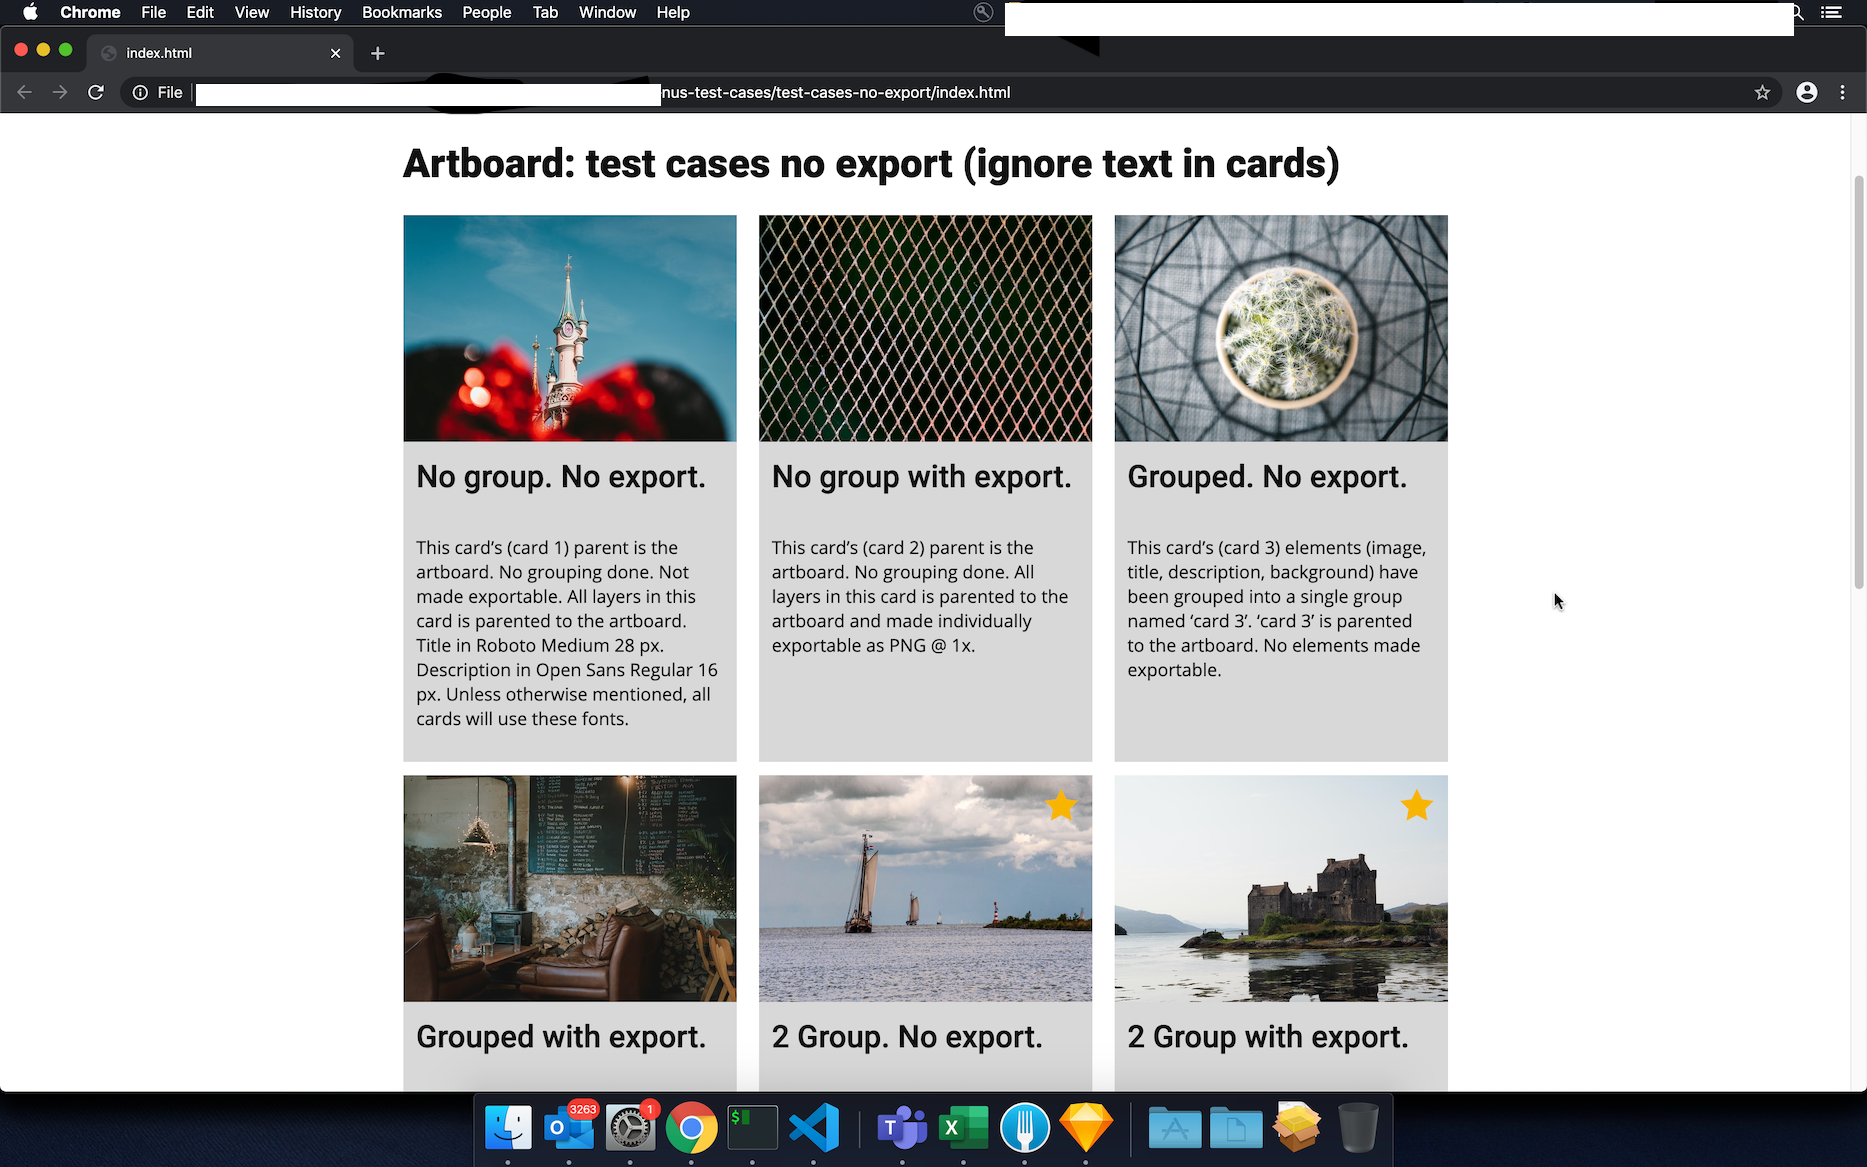 Chrome File Edit View History Bookmarks People Tab Window Help
index.html
File nus-test-cases/test-cases-no-export/index.html
Artboard: test cases no export (ignore text in cards)
No group. No export.
This card’s (card 1) parent is the
artboard. No grouping done. Not
made exportable. All layers in this
card is parented to the artboard.
Title in Roboto Medium 28 px.
Description in Open Sans Regular 16
px. Unless otherwise mentioned, all
cards will use these fonts.
No group with export.
This card’s (card 2) parent is the
artboard. No grouping done. All
layers in this card is parented to the
artboard and made individually
exportable as PNG @ 1x.
Grouped. No export.
This card’s (card 3) elements (image,
title, description, background) have
been grouped into a single group
named ‘card 3’. ‘card 3’ is parented
to the artboard. No elements made
exportable.
Grouped with export.
2 Group. No export.
2 Group with export.
3263
1
O
$
T
X